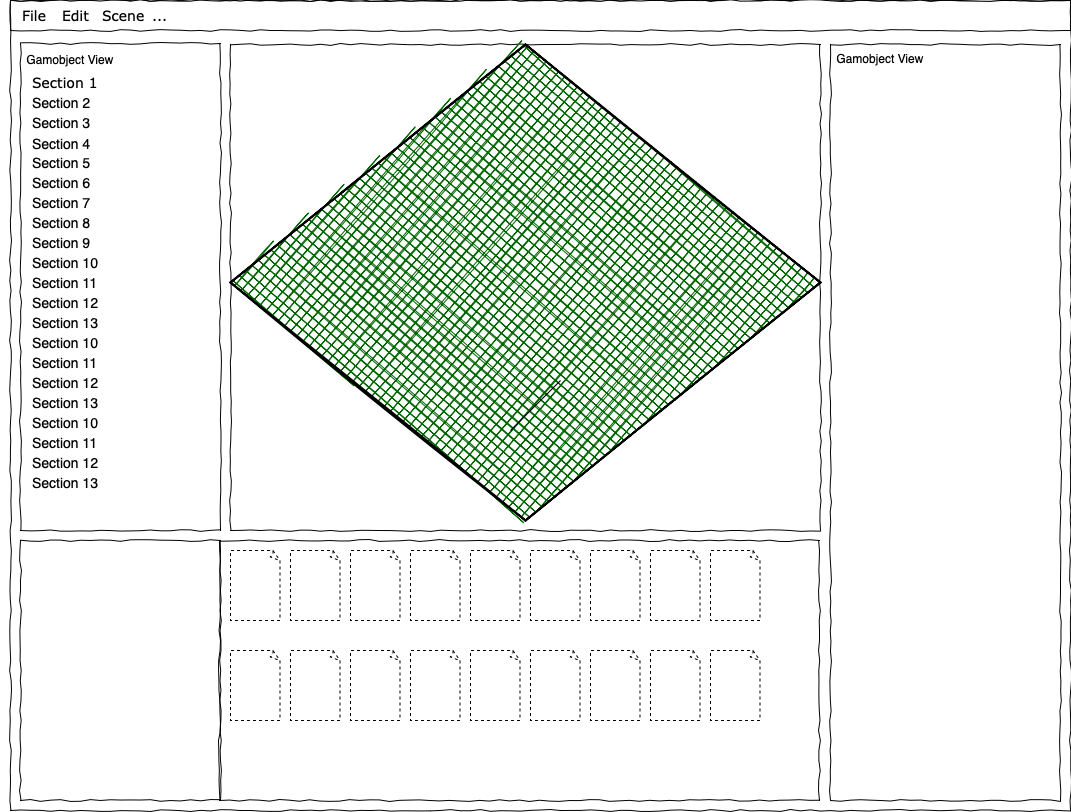 File Edit Scene ...
Gamobject View
Section 1
Section 2
Section 3
Section 4
Section 5
Section 6
Section 7
Section 8
Section 9
Section 10
Section 11
Section 12
Section 13
Section 10
Section 11
Section 12
Section 13
Section 10
Section 11
Section 12
Section 13
Gamobject View